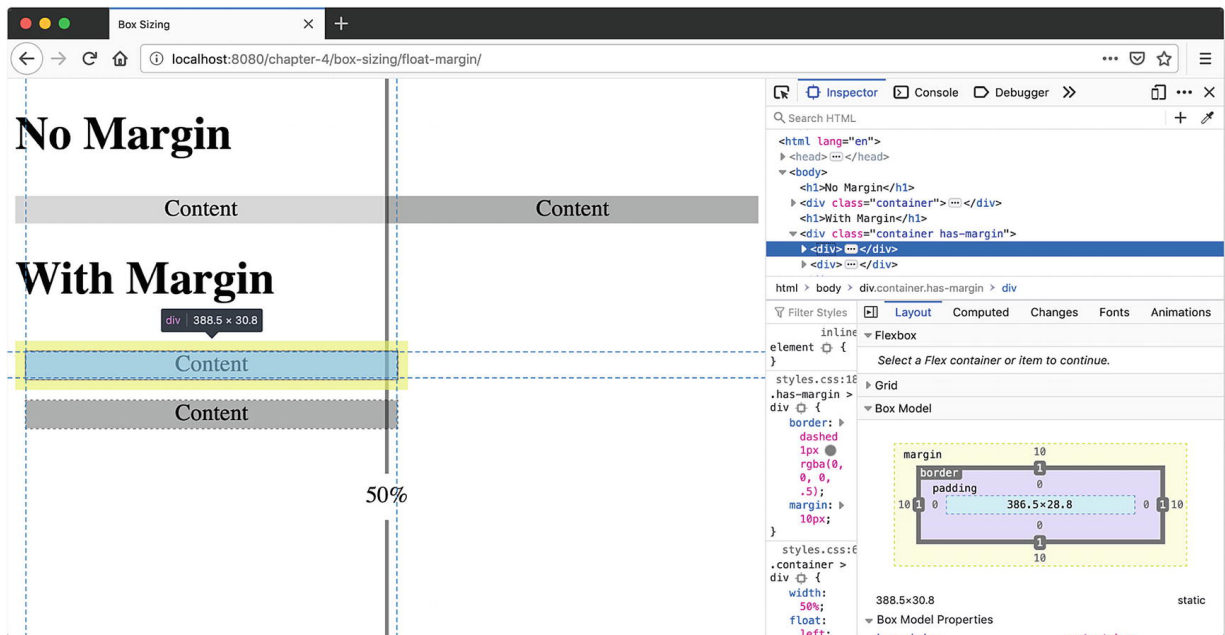 Box Sizing
localhost:8080/chapter-4/box-sizing/float-margin/
No Margin
Content
Content
With Margin
div | 388.5 × 30.8
Content
Content
50%
Inspector Console Debugger
Search HTML
<html lang="en">
<head> ⋯ </head>
<body>
<h1>No Margin</h1>
<div class="container"> ⋯ </div>
<h1>With Margin</h1>
<div class="container has-margin">
<div> ⋯ </div>
<div> ⋯ </div>
html > body > div.container.has-margin > div
Filter Styles
inline
element {
}
styles.css:18
.has-margin >
div {
border:
dashed
1px
rgba(0,
0, 0,
.5);
margin:
10px;
}
styles.css:6
.container >
div {
width:
50%;
float:
left;
Layout Computed Changes Fonts Animations
Flexbox
Select a Flex container or item to continue.
Grid
Box Model
margin 10
border 1
padding 0
10 1 0 386.5×28.8 0 1 10
0
1
10
388.5×30.8 static
Box Model Properties